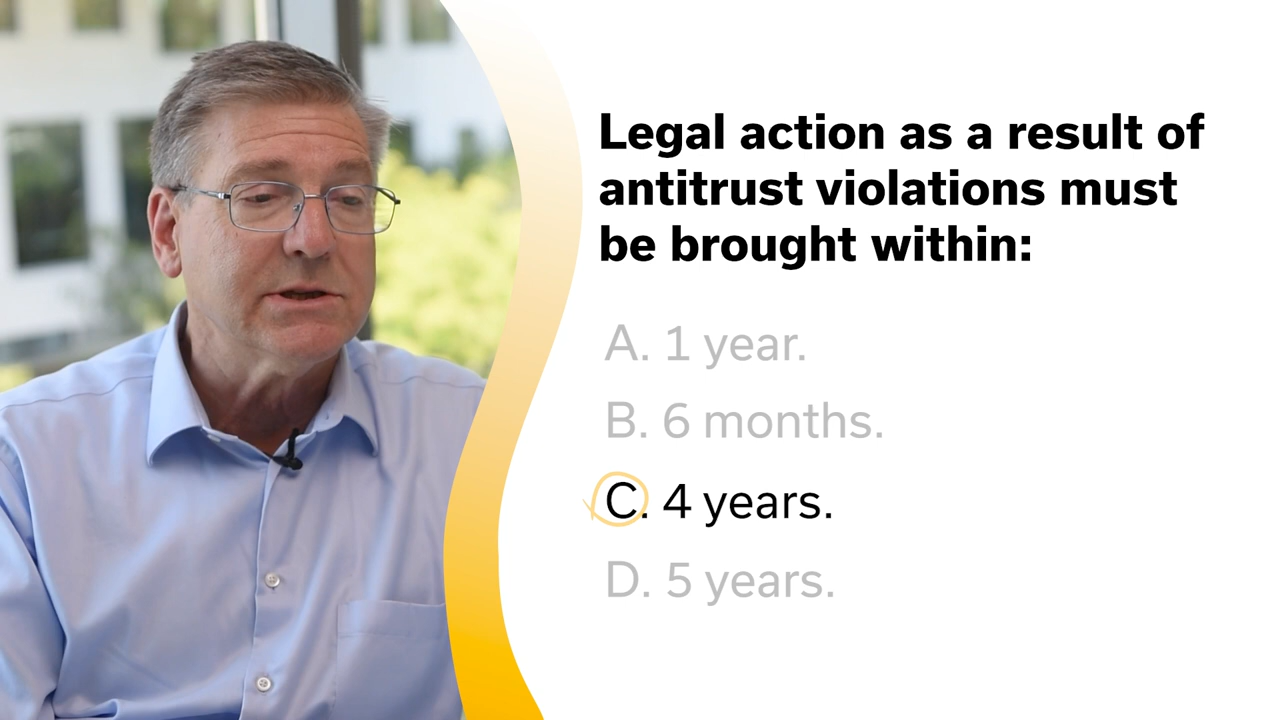 Legal action as a result of
antitrust violations must
be brought within:
A. 1 year.
B. 6 months.
C. 4 years.
D. 5 years.